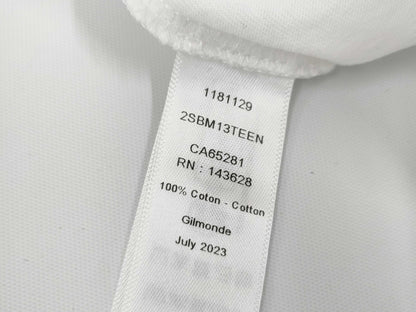 1181129
2SBM13TEEN
CA65281
RN : 143628
100% Coton - Cotton
Gilmonde
July 2023